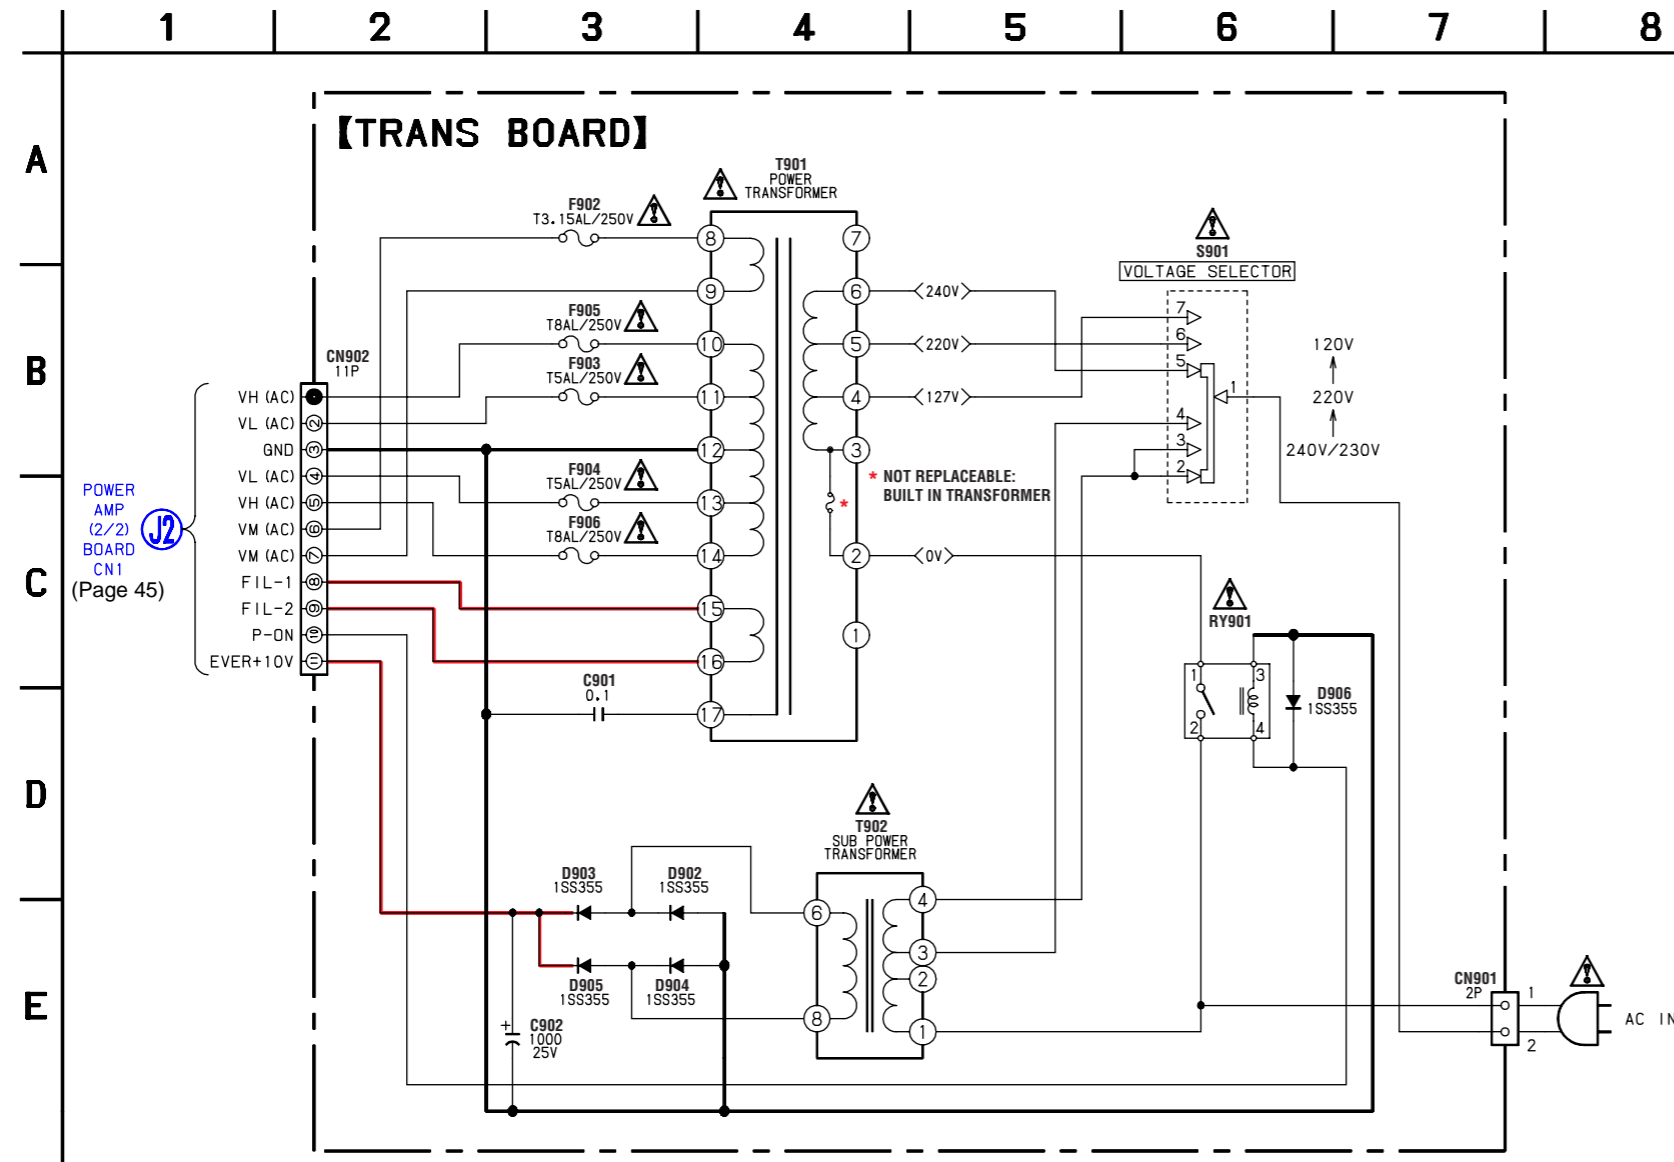 1 2 3 4 5 6 7 8
A
B
C
D
E
【TRANS BOARD】
T901
POWER
TRANSFORMER
F902
T3.15AL/250V
F905
T8AL/250V
F903
T5AL/250V
F904
T5AL/250V
F906
T8AL/250V
C901
0.1
8
9
10
11
12
13
14
15
16
17
7
6
5
4
3
2
1
<240V>
<220V>
<127V>
<0V>
* NOT REPLACEABLE:
BUILT IN TRANSFORMER
*
S901
VOLTAGE SELECTOR
7
6
5
4
3
2
1
120V
220V
240V/230V
CN902
11P
VH (AC)
VL (AC) 2
GND 3
VL (AC) 4
VH (AC) 5
VM (AC) 6
VM (AC) 7
FIL-1 8
FIL-2 9
P-ON 10
EVER+10V 11
POWER
AMP
(2/2)
BOARD
CN1
(Page 45)
J2
RY901
1 3
2 4
D906
1SS355
T902
SUB POWER
TRANSFORMER
6
8
4
3
2
1
D903
1SS355
D902
1SS355
D905
1SS355
D904
1SS355
+
C902
1000
25V
CN901
2P
1
2
AC IN